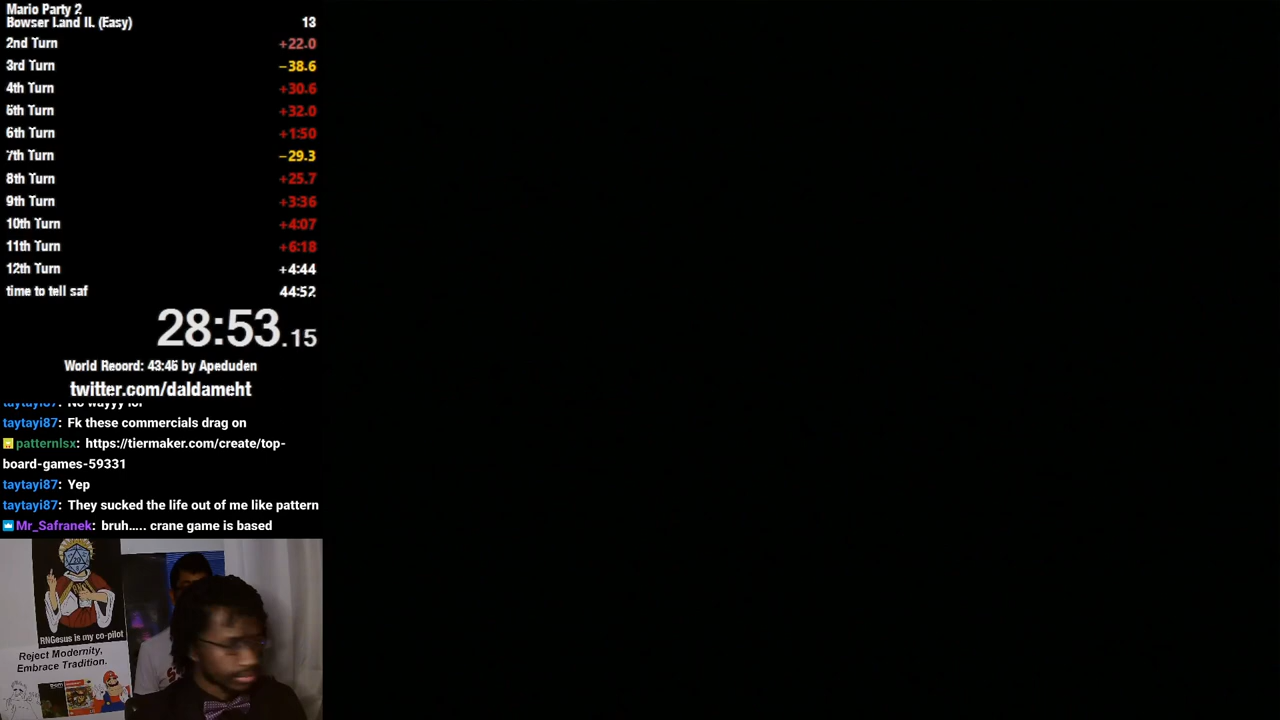 Mario Party 2
Bowser Land II. (Easy) 13
2nd Turn +22.0
3rd Turn −38.6
4th Turn +30.6
5th Turn +32.0
6th Turn +1:50
7th Turn −29.3
8th Turn +25.7
9th Turn +3:36
10th Turn +4:07
11th Turn +6:18
12th Turn +4:44
time to tell saf 44:52
28:53.15
World Record: 43:45 by Apeduden
twitter.com/daldameht
taytayi87: No wayyy lol
taytayi87: Fk these commercials drag on
patternlsx: https://tiermaker.com/create/top-
board-games-59331
taytayi87: Yep
taytayi87: They sucked the life out of me like pattern
Mr_Safranek: bruh….. crane game is based
RNGesus is my co-pilot
Reject Modernity,
Embrace Tradition.